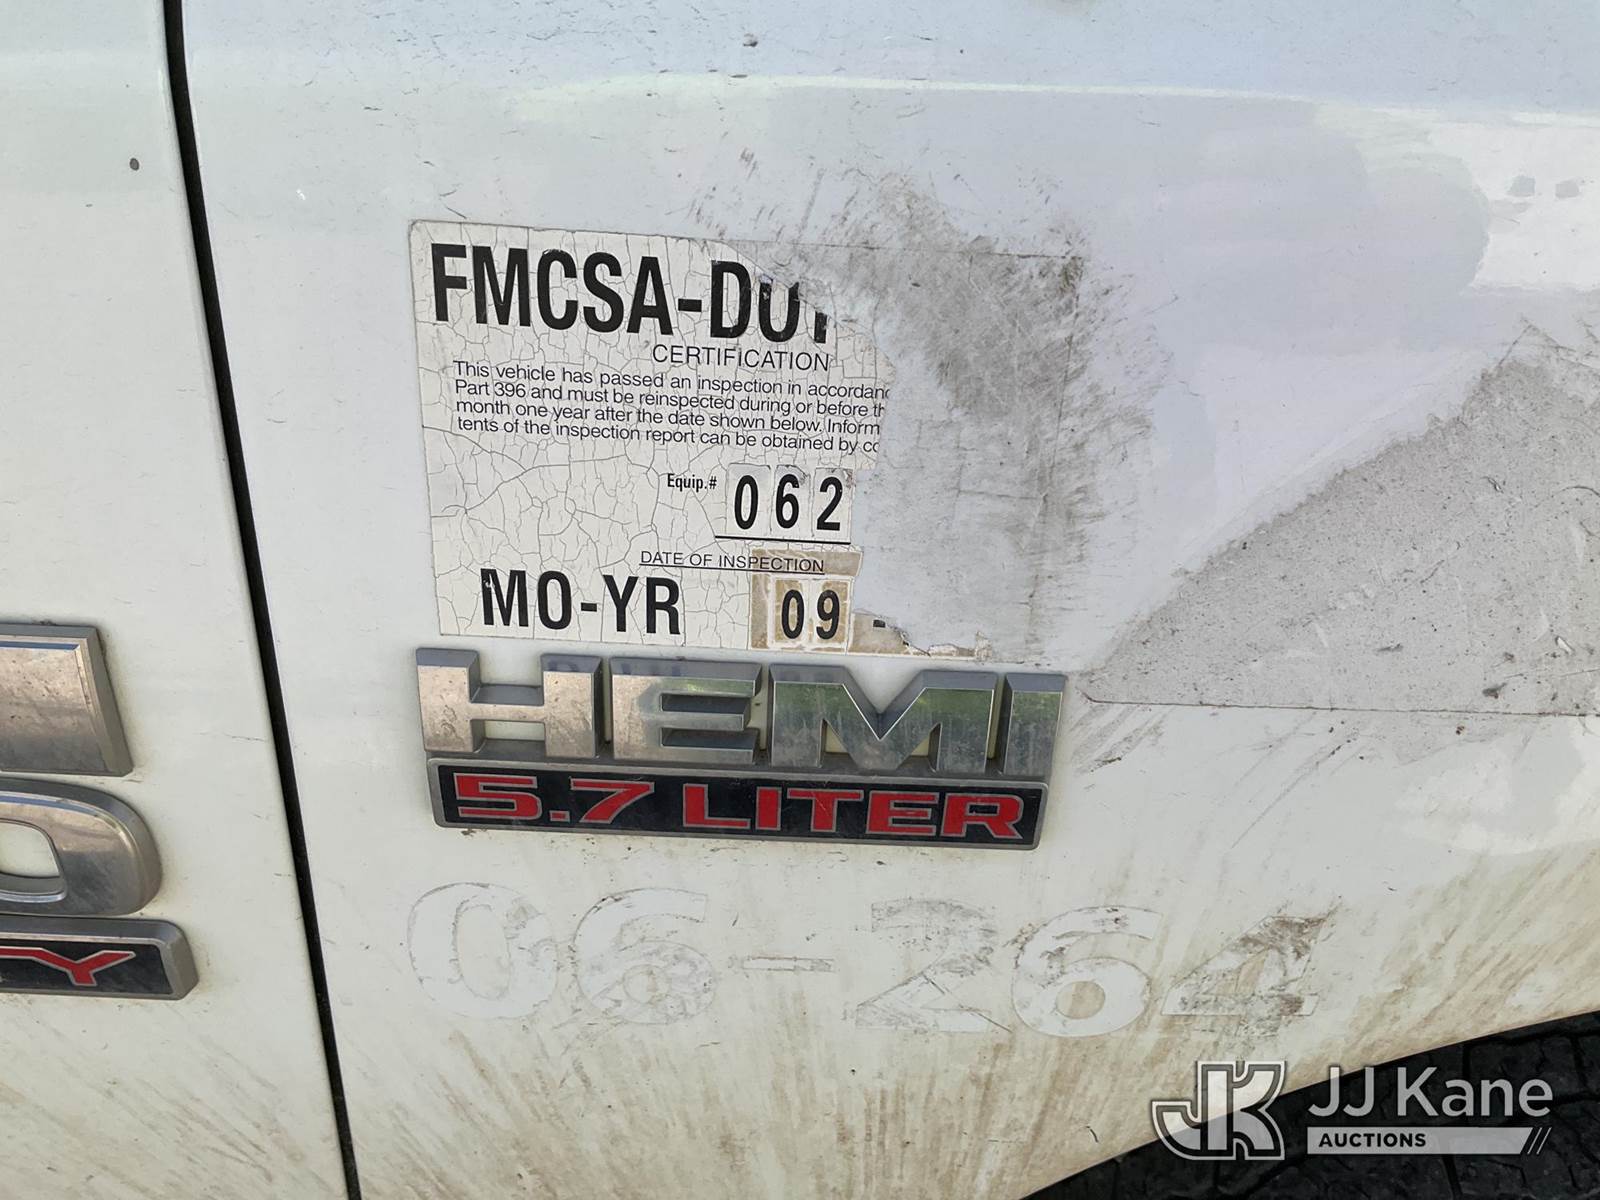 FMCSA-DOT
CERTIFICATION
This vehicle has passed an inspection in accordanc
Part 396 and must be reinspected during or before th
month one year after the date shown below. Inform
tents of the inspection report can be obtained by co
Equip.# 062
DATE OF INSPECTION
MO-YR 09 -
HEMI
5.7 LITER
06-264
Y
JK JJ Kane
AUCTIONS